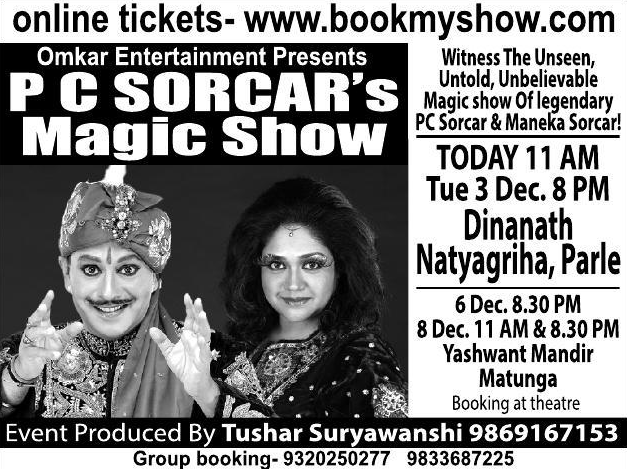 online tickets- www.bookmyshow.com
Omkar Entertainment Presents
P C SORCAR's
Magic Show
Witness The Unseen,
Untold, Unbelievable
Magic show Of legendary
PC Sorcar & Maneka Sorcar!
TODAY 11 AM
Tue 3 Dec. 8 PM
Dinanath
Natyagriha, Parle
6 Dec. 8.30 PM
8 Dec. 11 AM & 8.30 PM
Yashwant Mandir
Matunga
Booking at theatre
Event Produced By Tushar Suryawanshi 9869167153
Group booking- 9320250277 9833687225